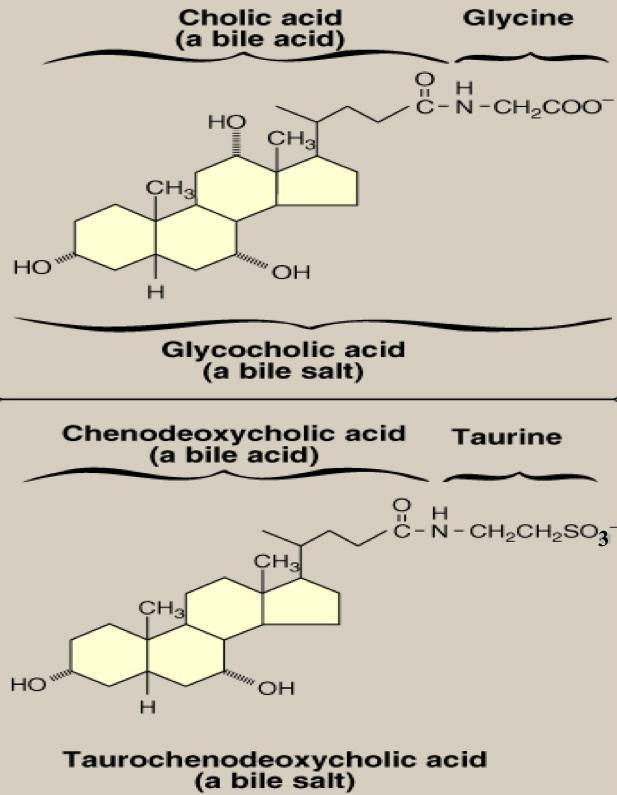 Cholic acid Glycine
(a bile acid)
O
H
C–N–CH₂COO⁻
HO
CH₃
CH₃
HO
OH
H
Glycocholic acid
(a bile salt)
Chenodeoxycholic acid Taurine
(a bile acid)
O
H
C–N–CH₂CH₂SO₃⁻
CH₃
CH₃
HO
OH
H
Taurochenodeoxycholic acid
(a bile salt)